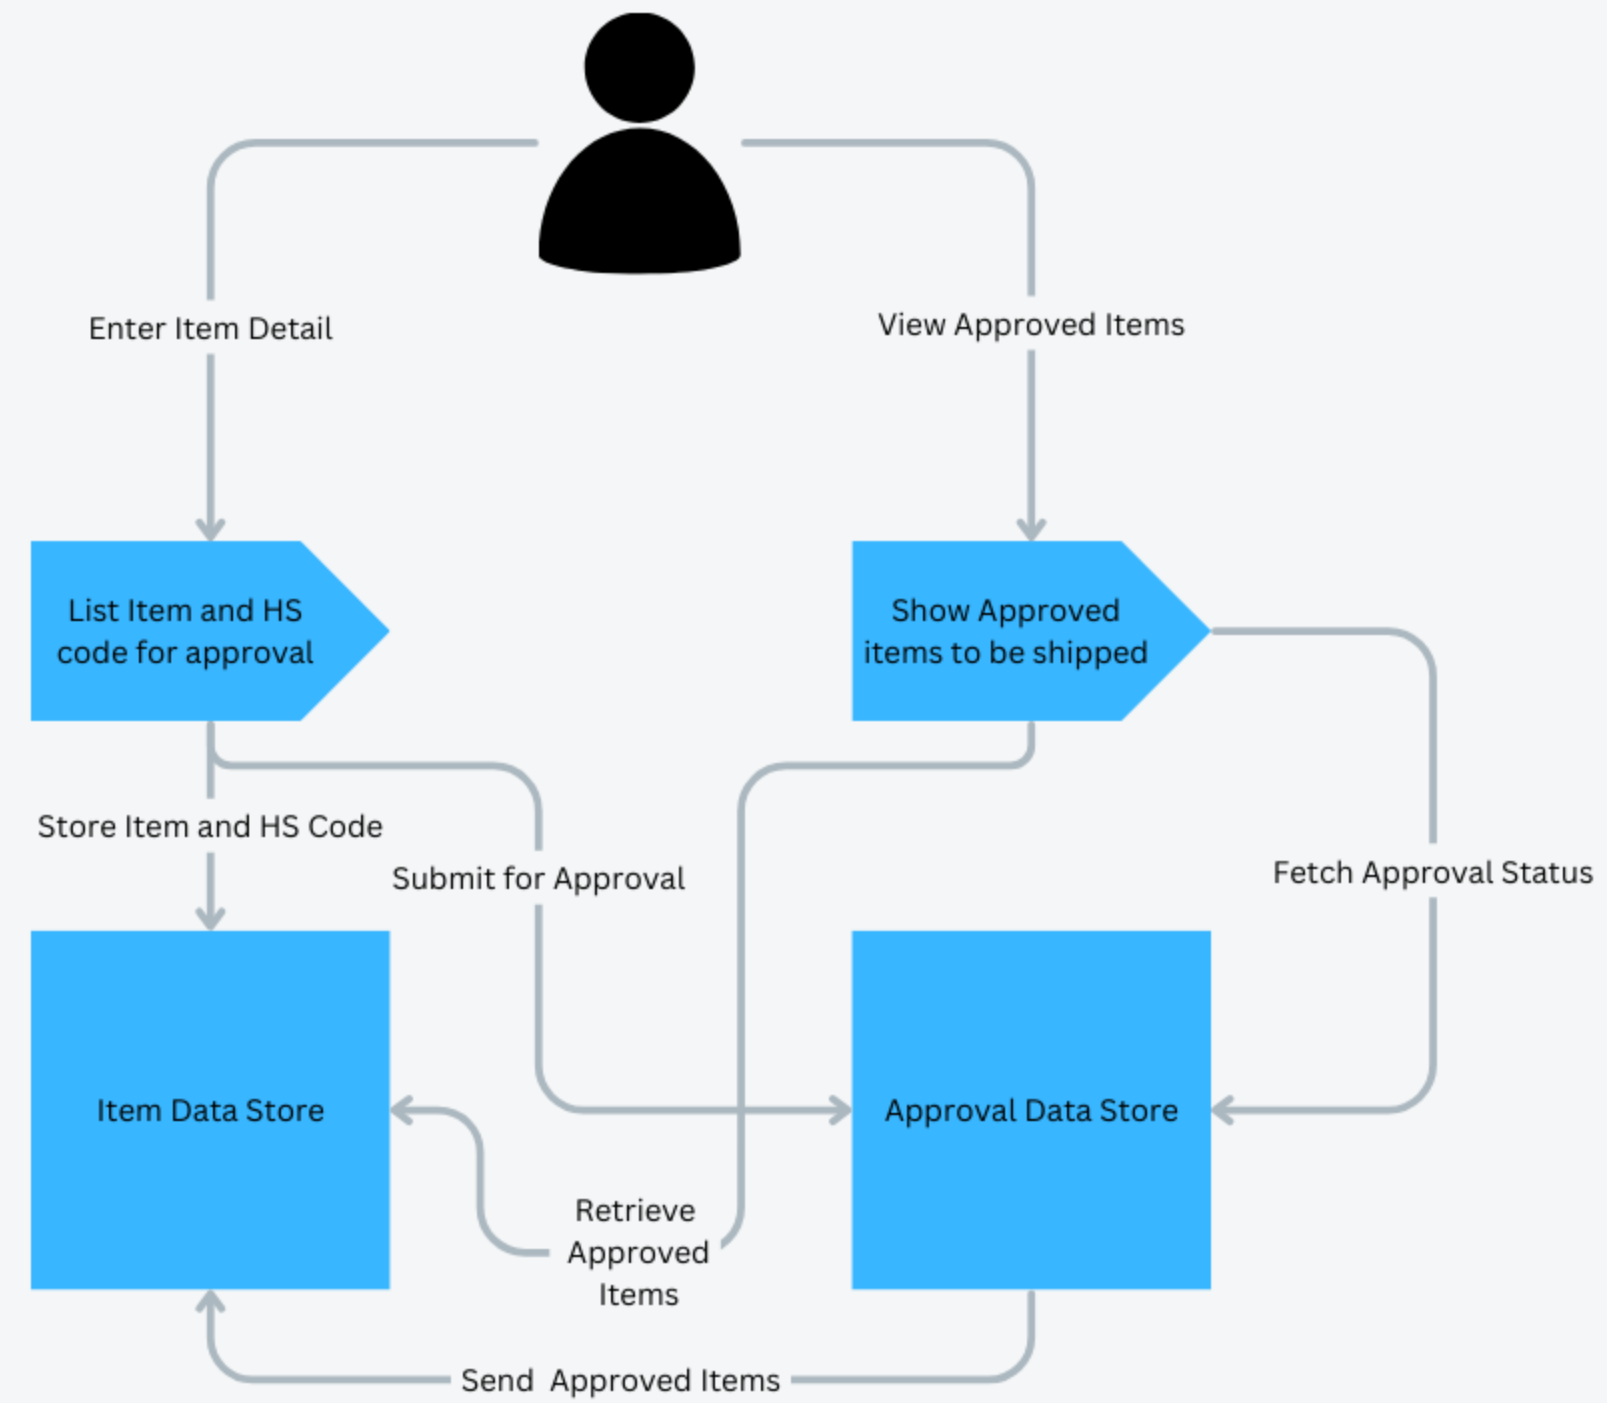 Enter Item Detail
View Approved Items
List Item and HS
code for approval
Show Approved
items to be shipped
Store Item and HS Code
Submit for Approval
Fetch Approval Status
Item Data Store
Approval Data Store
Retrieve
Approved
Items
Send  Approved Items